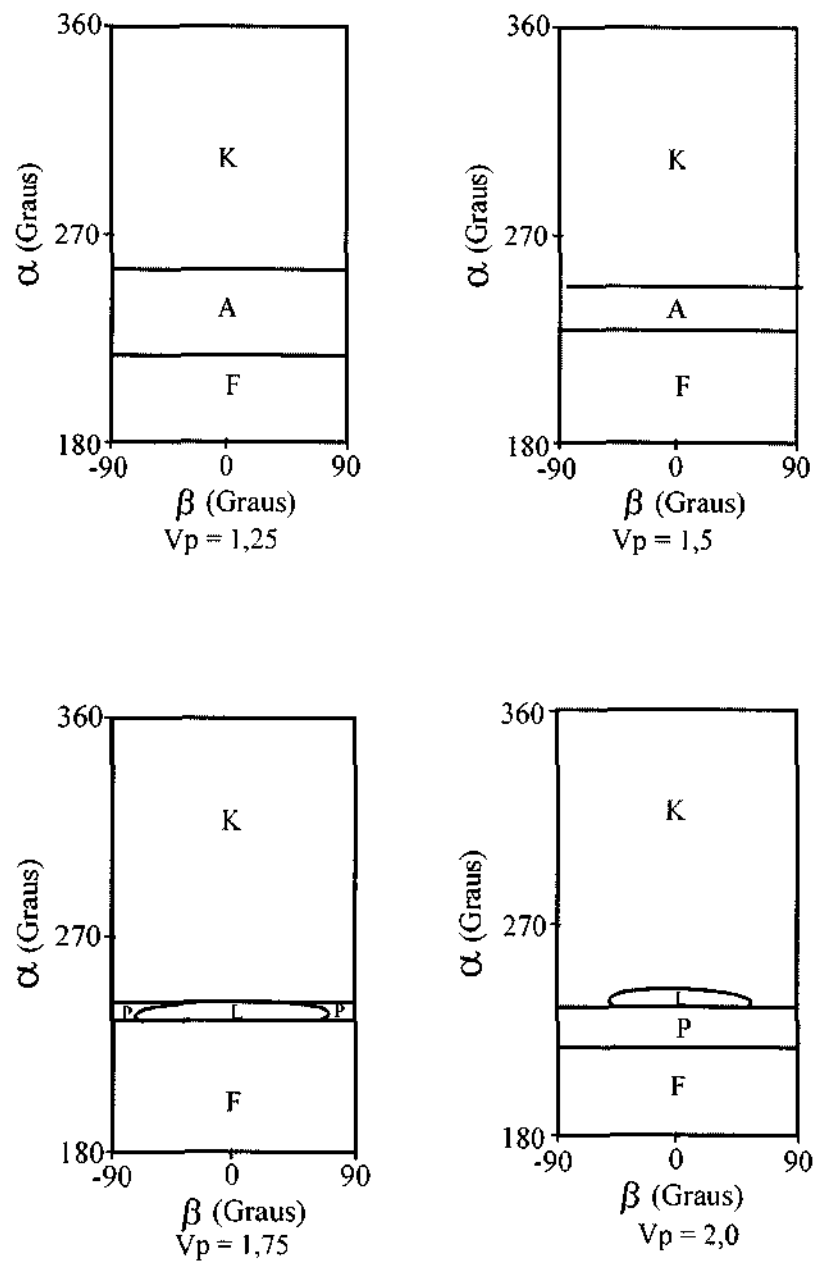 360
K
α (Graus)
270
A
F
180
-90 0 90
β (Graus)
Vp = 1,25
360
K
α (Graus)
270
A
F
180
-90 0 90
β (Graus)
Vp = 1,5
360
K
α (Graus)
270
P L P
F
180
-90 0 90
β (Graus)
Vp = 1,75
360
K
α (Graus)
270
L
P
F
180
-90 0 90
β (Graus)
Vp = 2,0